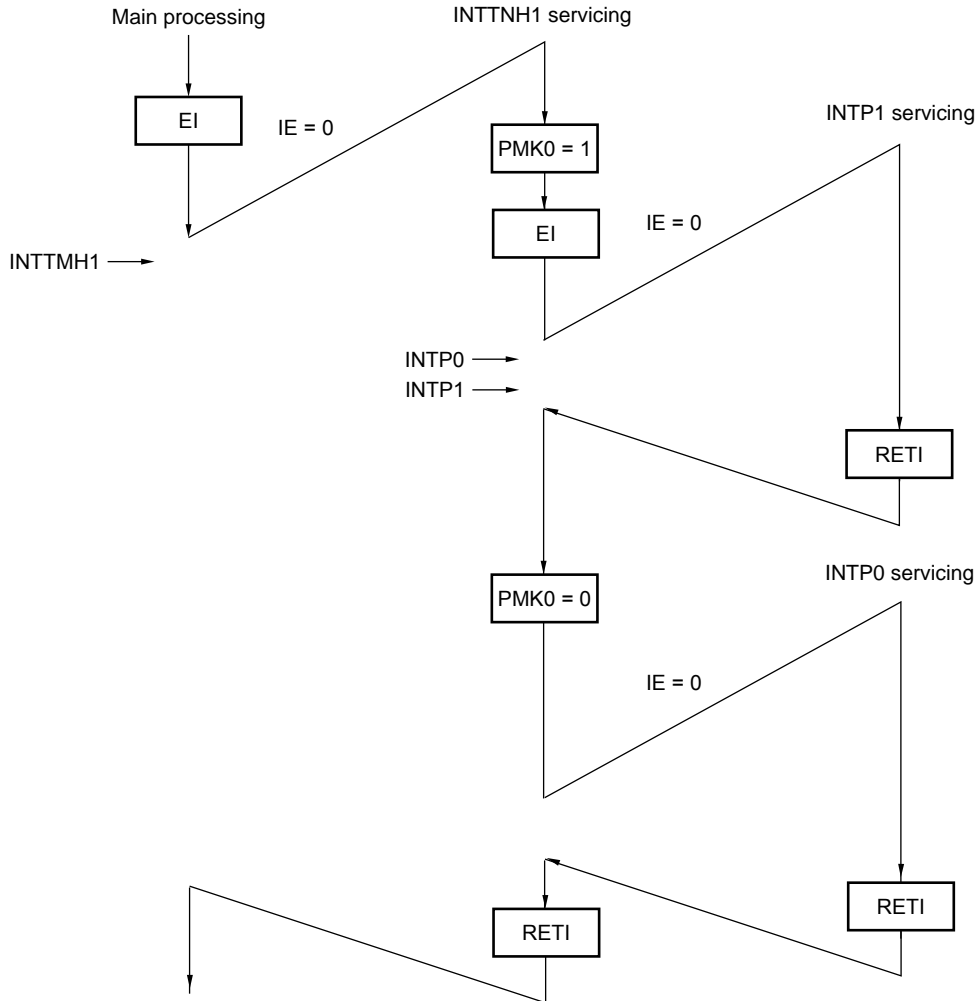 Main processing
INTTNH1 servicing
EI
IE = 0
PMK0 = 1
INTP1 servicing
EI
IE = 0
INTTMH1
INTP0
INTP1
RETI
INTP0 servicing
PMK0 = 0
IE = 0
RETI
RETI